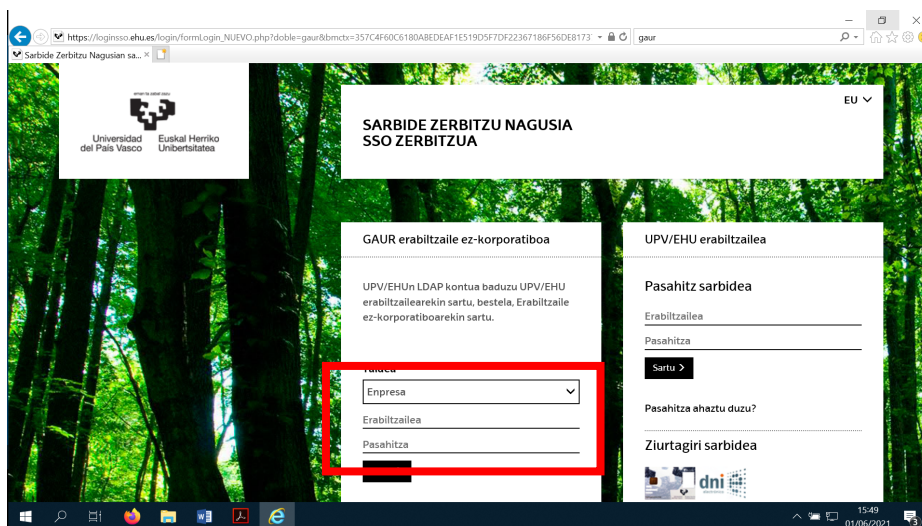 https://loginsso.ehu.es/login/formLogin_NUEVO.php?doble=gaur&bmctx=357C4F60C6180ABEDEAF1E519D5F7DF22367186F56DE8173
gaur
Sarbide Zerbitzu Nagusian sa...
eman ta zabal zazu
Universidad del País Vasco
Euskal Herriko Unibertsitatea
EU
SARBIDE ZERBITZU NAGUSIA
SSO ZERBITZUA
GAUR erabiltzaile ez-korporatiboa
UPV/EHUn LDAP kontua baduzu UPV/EHU
erabiltzailearekin sartu, bestela, Erabiltzaile
ez-korporatiboarekin sartu.
Taldea
Enpresa
Erabiltzailea
Pasahitza
UPV/EHU erabiltzailea
Pasahitz sarbidea
Erabiltzailea
Pasahitza
Sartu >
Pasahitza ahaztu duzu?
Ziurtagiri sarbidea
dni
15:49
01/06/2021